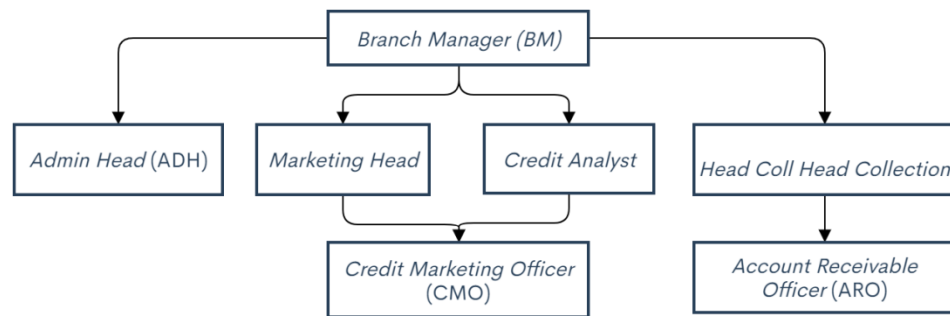 Branch Manager (BM)
Admin Head (ADH)
Marketing Head
Credit Analyst
Head Coll Head Collection
Credit Marketing Officer
(CMO)
Account Receivable
Officer (ARO)